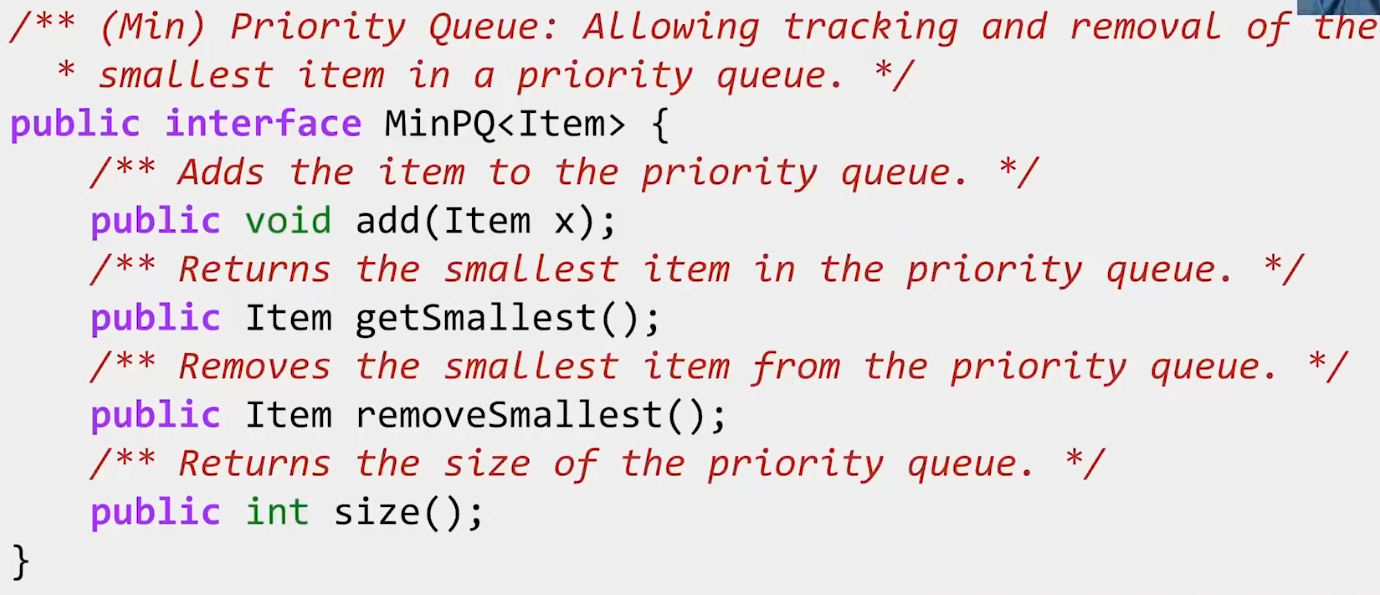 /** (Min) Priority Queue: Allowing tracking and removal of the
* smallest item in a priority queue. */
public interface MinPQ<Item> {
/** Adds the item to the priority queue. */
public void add(Item x);
/** Returns the smallest item in the priority queue. */
public Item getSmallest();
/** Removes the smallest item from the priority queue. */
public Item removeSmallest();
/** Returns the size of the priority queue. */
public int size();
}